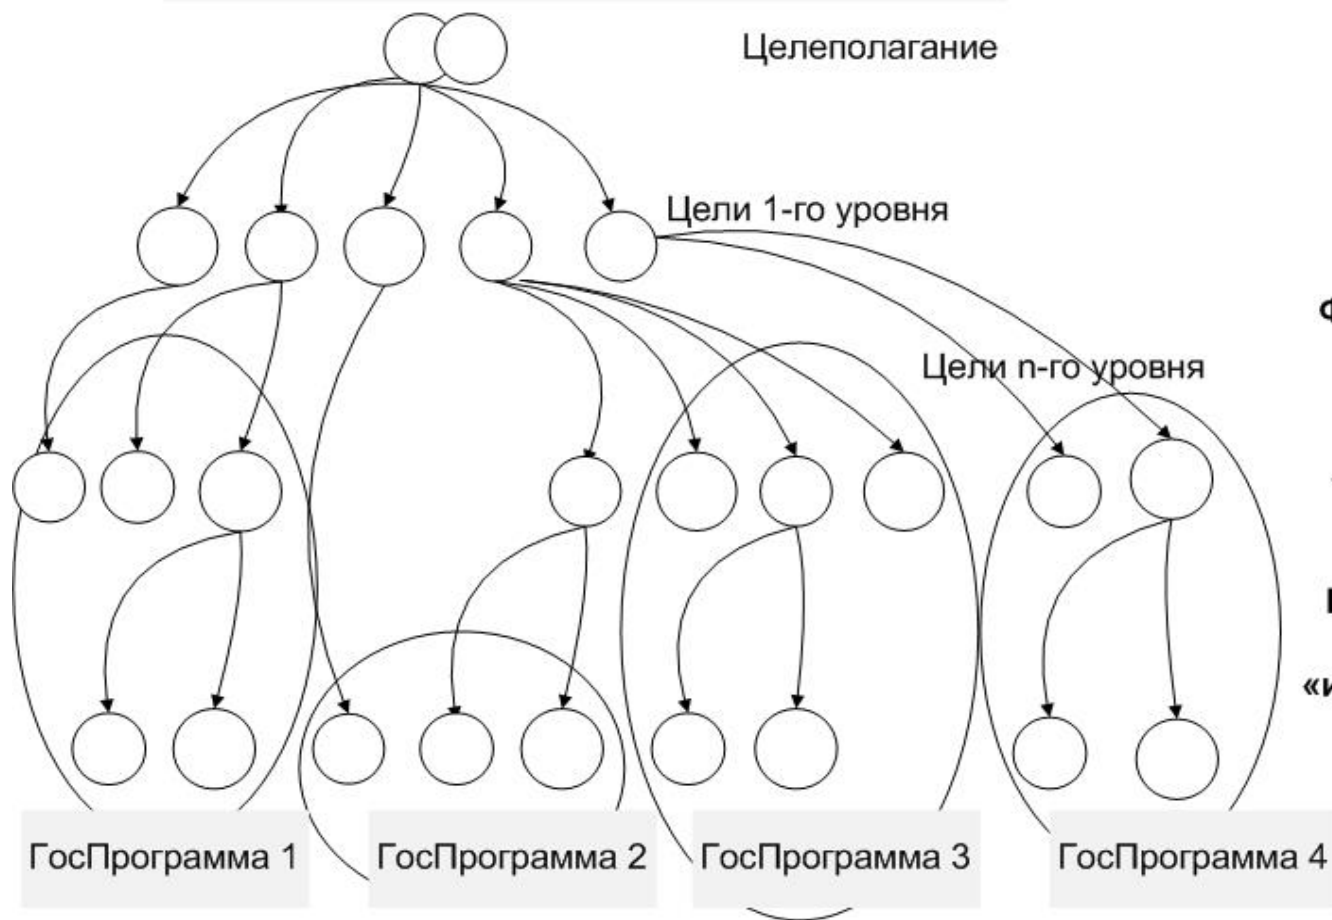 Целеполагание
Цели 1-го уровня
Цели n-го уровня
ГосПрограмма 1
ГосПрограмма 2
ГосПрограмма 3
ГосПрограмма 4